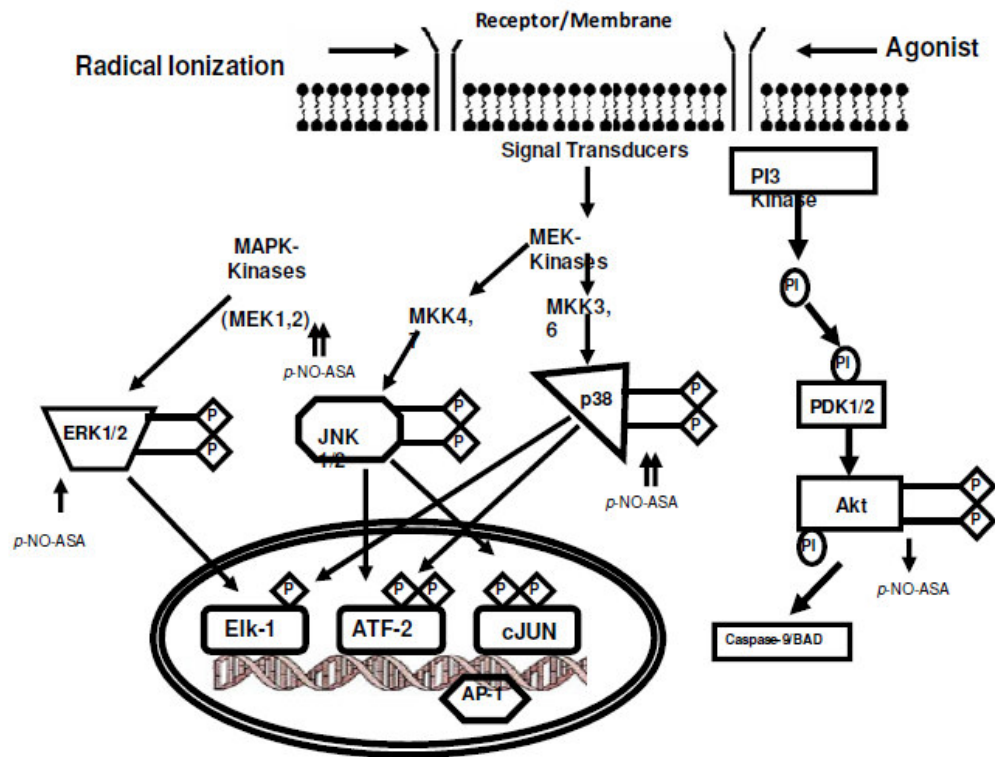 Receptor/Membrane
Radical Ionization
Agonist
Signal Transducers
PI3
Kinase
MAPK-
Kinases
(MEK1,2)
MEK-
Kinases
MKK4,
7
MKK3,
6
PI
p-NO-ASA
PI
PDK1/2
ERK1/2
P
P
JNK
1/2
P
P
p38
P
P
p-NO-ASA
p-NO-ASA
Akt
P
P
PI
p-NO-ASA
Caspase-9/BAD
P
P
P
P
P
Elk-1
ATF-2
cJUN
AP-1